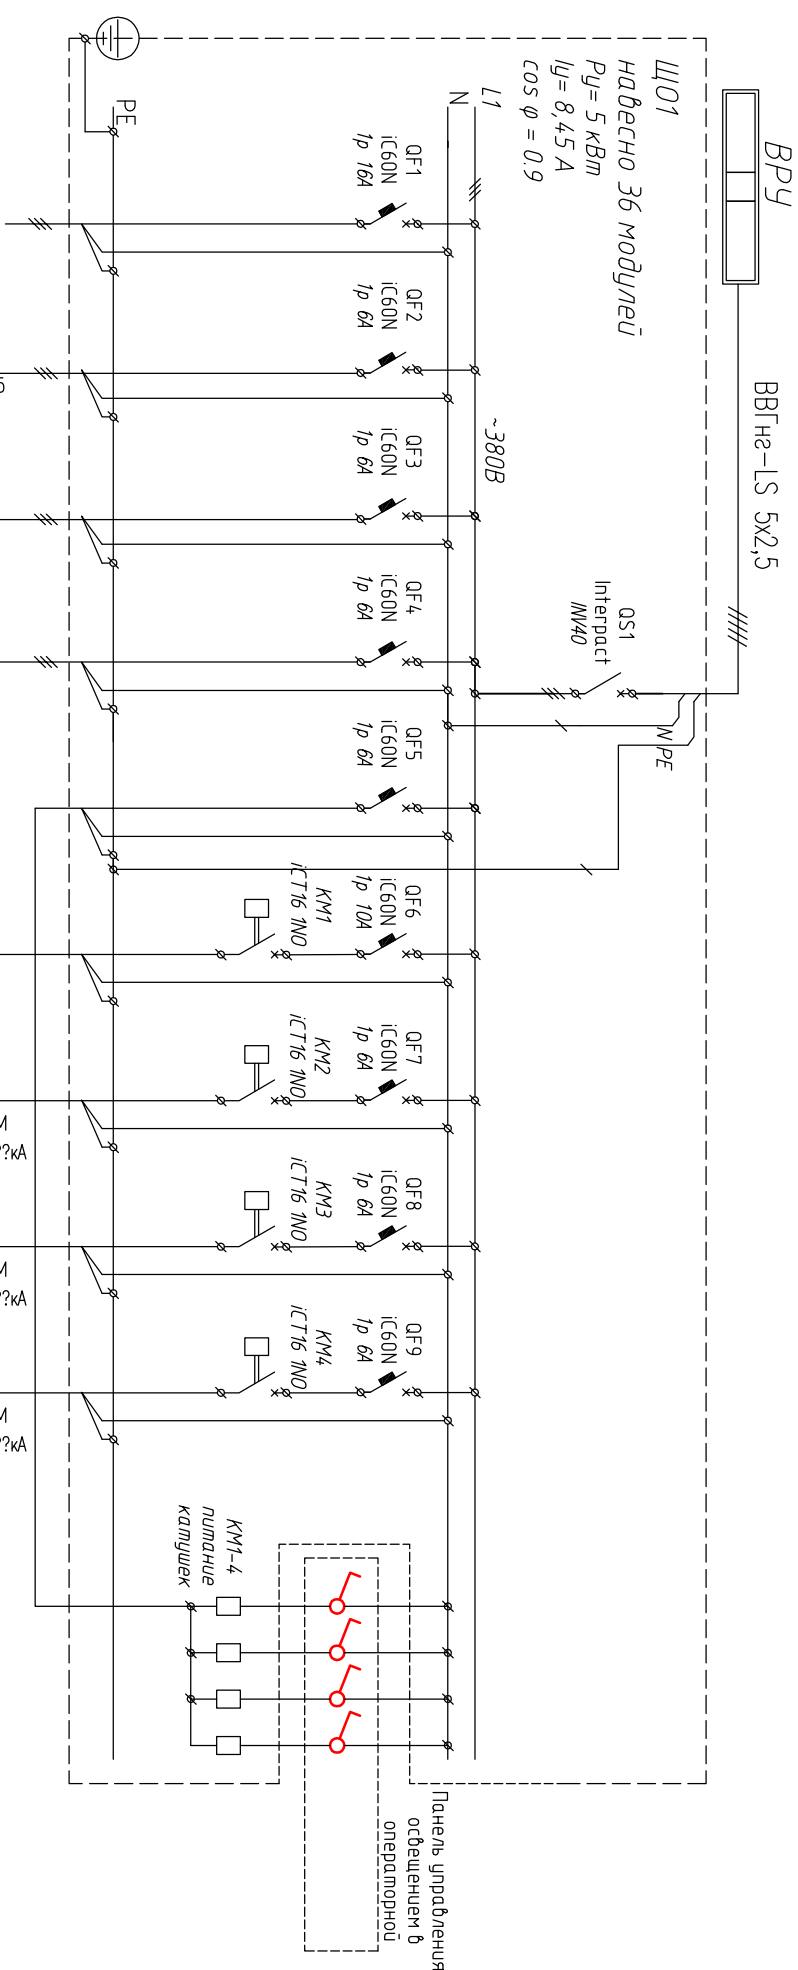 ВРУ
ВВГнг-LS 5х2,5
ЩО1
навесно 36 модулей
Ру= 5 кВт
Iу= 8,45 А
cos φ = 0.9
L1
N
PE
~380В
QS1
Interpact
INV40
N
PE
QF1
iC60N
1р 16А
QF2
iC60N
1р 6А
QF3
iC60N
1р 6А
QF4
iC60N
1р 6А
QF5
iC60N
1р 6А
QF6
iC60N
1р 10А
KM1
iCT16 1NO
QF7
iC60N
1р 6А
KM2
iCT16 1NO
QF8
iC60N
1р 6А
KM3
iCT16 1NO
QF9
iC60N
1р 6А
KM4
iCT16 1NO
KM1-4
питание
катушек
Панель управления
освещением в
операторной
М
??кА
М
??кА
М
??кА